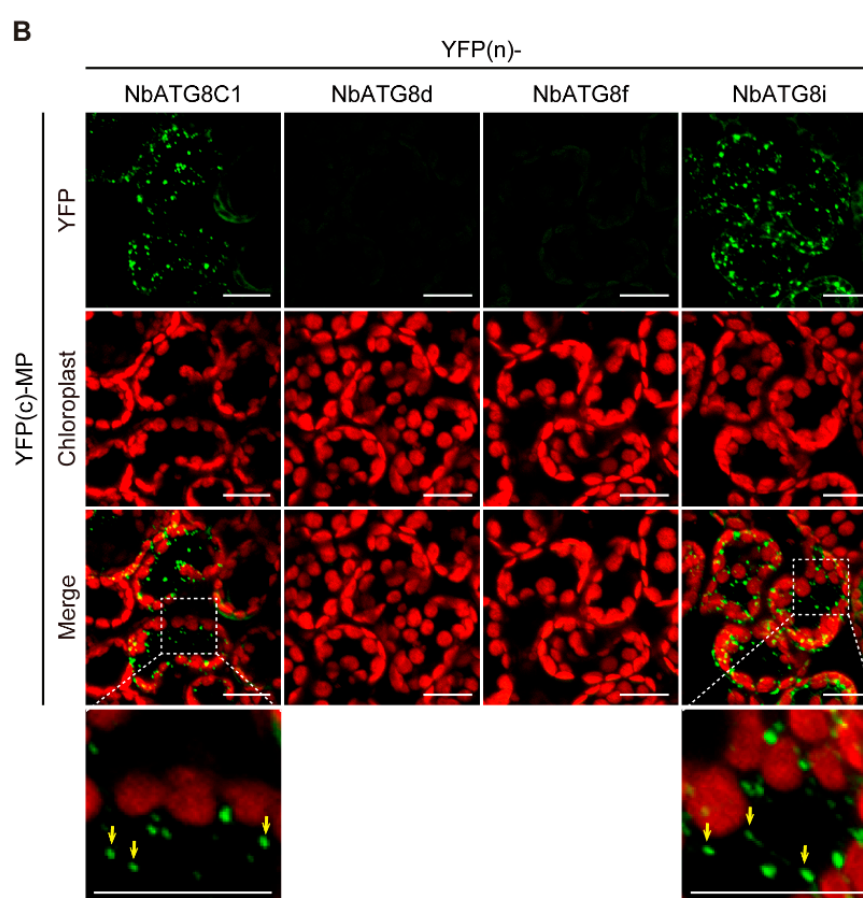 B
YFP(n)-
NbATG8C1 NbATG8d NbATG8f NbATG8i
YFP(c)-MP
YFP
Chloroplast
Merge